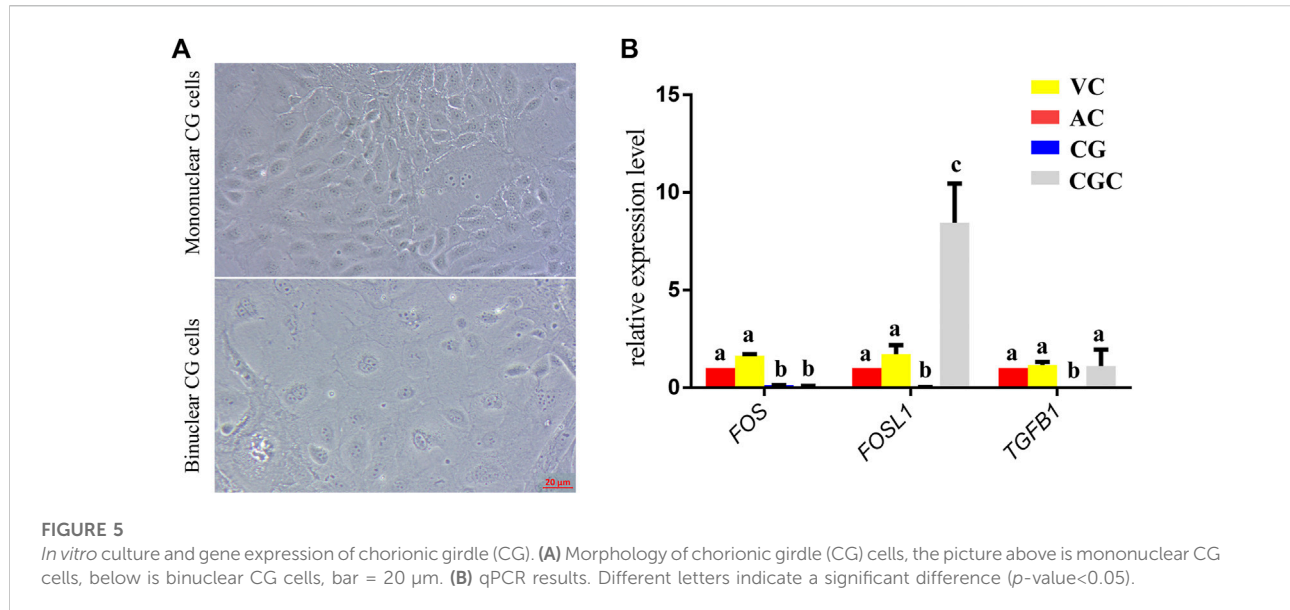 A
Mononuclear CG cells
Binuclear CG cells
20 μm
B
relative expression level
15
10
5
0
VC
AC
CG
CGC
a a b b
a a b c
a a b a
FOS
FOSL1
TGFB1
FIGURE 5
In vitro culture and gene expression of chorionic girdle (CG). (A) Morphology of chorionic girdle (CG) cells, the picture above is mononuclear CG
cells, below is binuclear CG cells, bar = 20 μm. (B) qPCR results. Different letters indicate a significant difference (p-value<0.05).